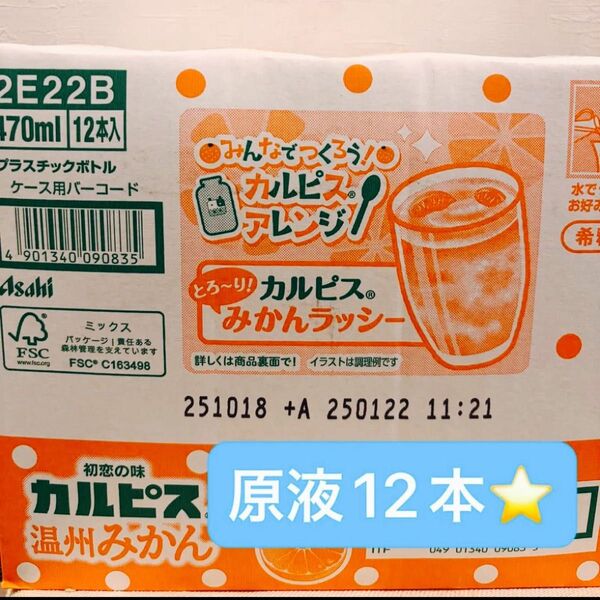 2E22B
470ml 12本入
プラスチックボトル
ケース用バーコード
4 901340 090835
Asahi
FSC
www.fsc.org
ミックス
パッケージ｜責任ある
森林管理を支えています
FSC® C163498
みんなでつくろう!
カルピス®
アレンジ!
とろ〜り!
カルピス®
みかんラッシー
詳しくは商品裏面で! イラストは調理例です
水で
お好み
希
251018 +A 250122 11:21
初恋の味
カルピス
温州みかん
原液12本⭐
ITF